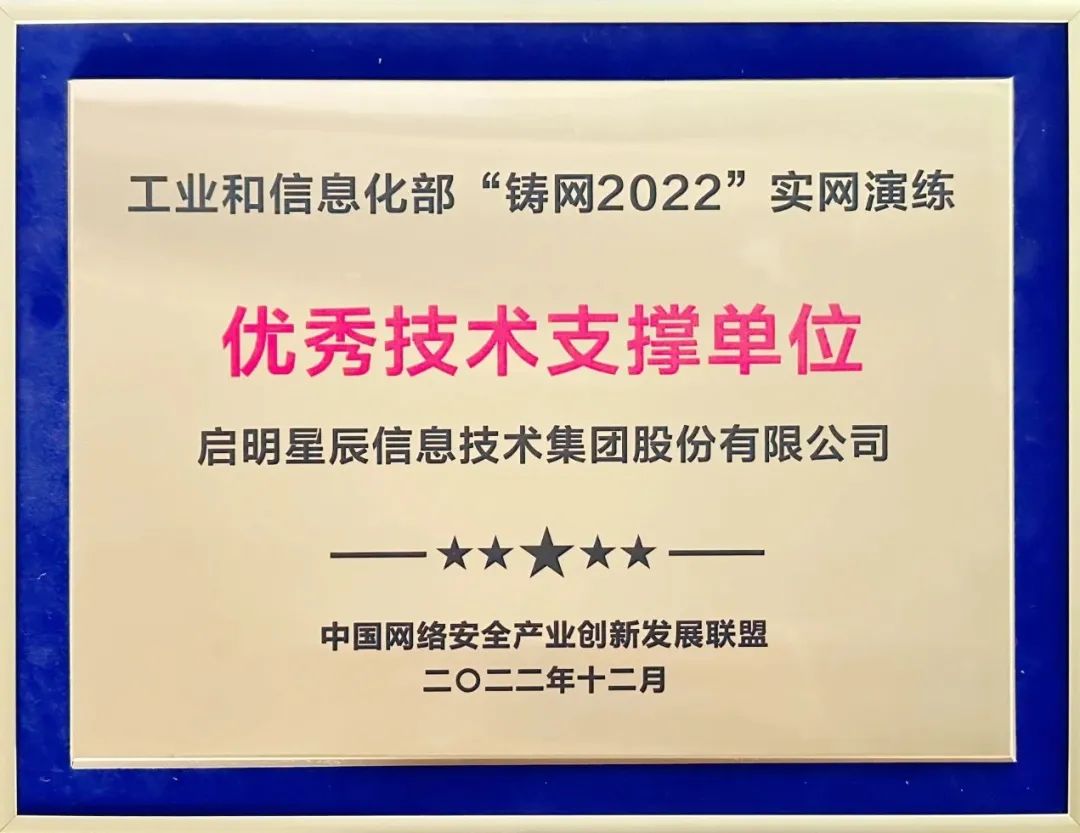 工业和信息化部“铸网2022”实网演练
优秀技术支撑单位
启明星辰信息技术集团股份有限公司
中国网络安全产业创新发展联盟
二〇二二年十二月